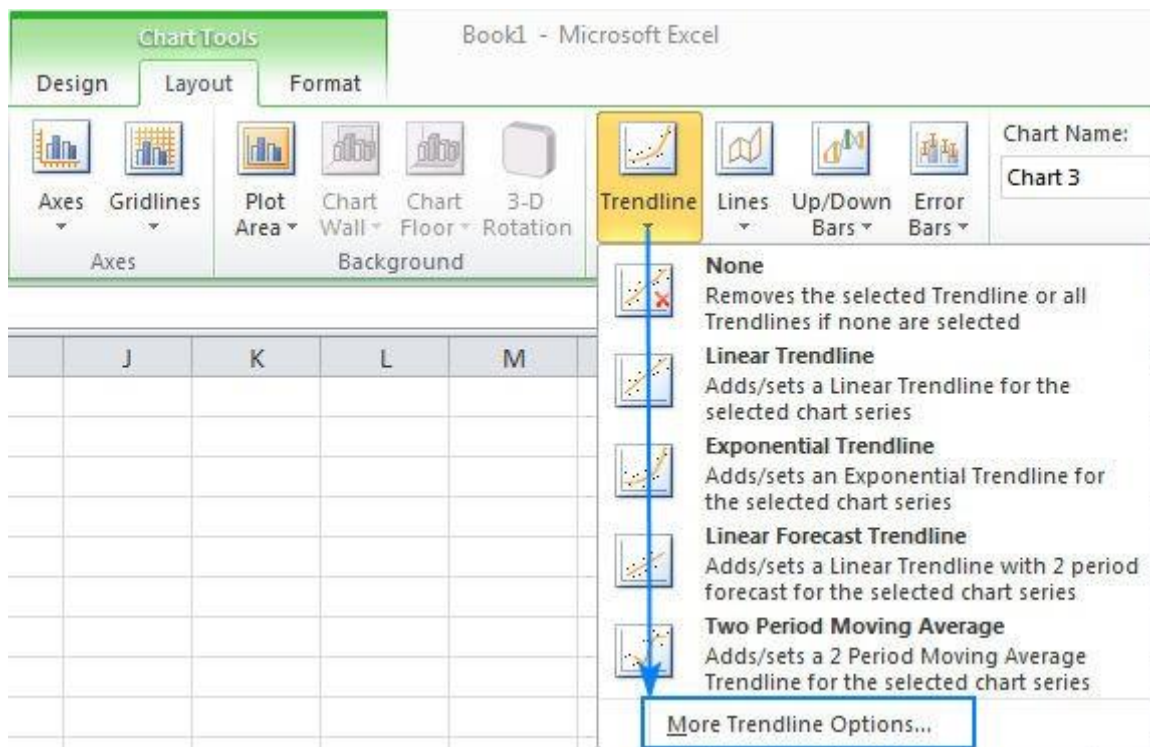 Chart Tools
Book1 - Microsoft Excel
Design Layout Format
Axes
Gridlines
Plot
Area
Chart
Wall
Chart
Floor
3-D
Rotation
Trendline
Lines
Up/Down
Bars
Error
Bars
Chart Name:
Chart 3
Axes
Background
J K L M
None
Removes the selected Trendline or all
Trendlines if none are selected
Linear Trendline
Adds/sets a Linear Trendline for the
selected chart series
Exponential Trendline
Adds/sets an Exponential Trendline for
the selected chart series
Linear Forecast Trendline
Adds/sets a Linear Trendline with 2 period
forecast for the selected chart series
Two Period Moving Average
Adds/sets a 2 Period Moving Average
Trendline for the selected chart series
More Trendline Options...